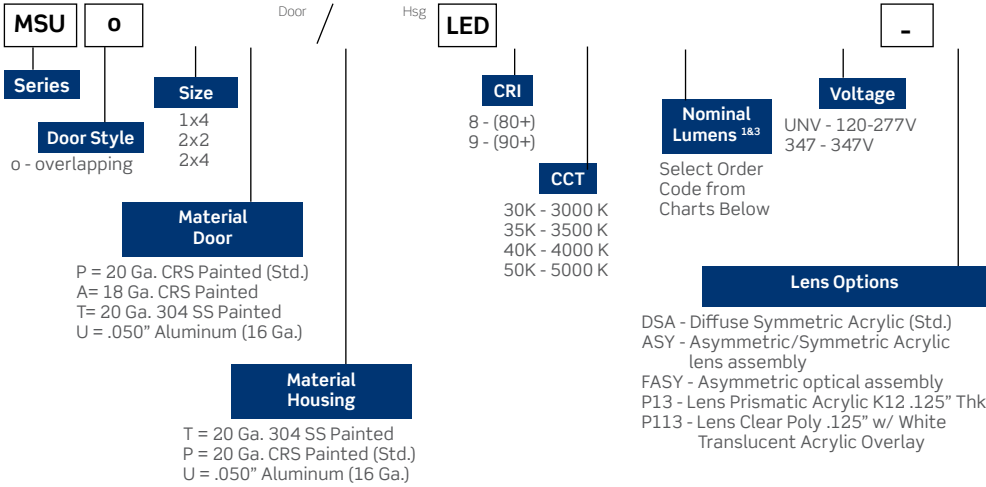 MSU o Door / Hsg LED -
Series
Door Style
o - overlapping
Size
1x4
2x2
2x4
Material
Door
P = 20 Ga. CRS Painted (Std.)
A= 18 Ga. CRS Painted
T= 20 Ga. 304 SS Painted
U = .050” Aluminum (16 Ga.)
Material
Housing
T = 20 Ga. 304 SS Painted
P = 20 Ga. CRS Painted (Std.)
U = .050” Aluminum (16 Ga.)
CRI
8 - (80+)
9 - (90+)
CCT
30K - 3000 K
35K - 3500 K
40K - 4000 K
50K - 5000 K
Nominal
Lumens 1&3
Select Order
Code from
Charts Below
Voltage
UNV - 120-277V
347 - 347V
Lens Options
DSA - Diffuse Symmetric Acrylic (Std.)
ASY - Asymmetric/Symmetric Acrylic
lens assembly
FASY - Asymmetric optical assembly
P13 - Lens Prismatic Acrylic K12 .125” Thk
P113 - Lens Clear Poly .125” w/ White
Translucent Acrylic Overlay